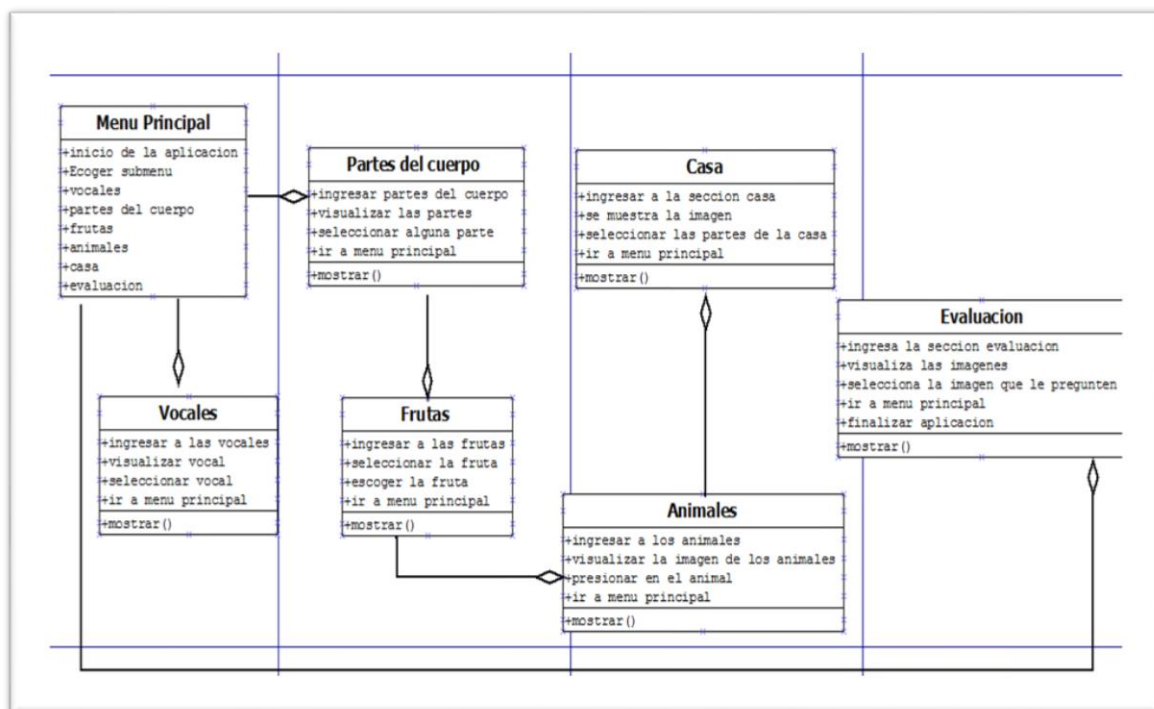 Menu Principal
+inicio de la aplicacion
+Ecoger submenu
+vocales
+partes del cuerpo
+frutas
+animales
+casa
+evaluacion
Partes del cuerpo
+ingresar partes del cuerpo
+visualizar las partes
+seleccionar alguna parte
+ir a menu principal
+mostrar()
Casa
+ingresar a la seccion casa
+se muestra la imagen
+seleccionar las partes de la casa
+ir a menu principal
+mostrar()
Evaluacion
+ingresa la seccion evaluacion
+visualiza las imagenes
+selecciona la imagen que le pregunten
+ir a menu principal
+finalizar aplicacion
+mostrar()
Vocales
+ingresar a las vocales
+visualizar vocal
+seleccionar vocal
+ir a menu principal
+mostrar()
Frutas
+ingresar a las frutas
+seleccionar la fruta
+escoger la fruta
+ir a menu principal
+mostrar()
Animales
+ingresar a los animales
+visualizar la imagen de los animales
+presionar en el animal
+ir a menu principal
+mostrar()